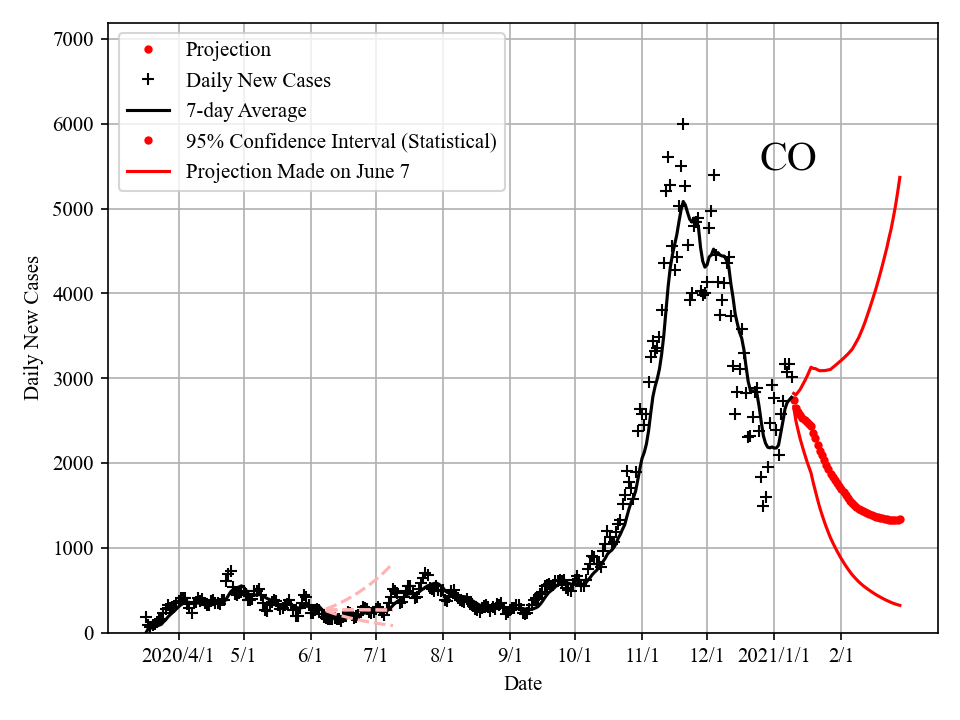 7000
6000
5000
4000
3000
2000
1000
0
Daily New Cases
Projection
Daily New Cases
7-day Average
95% Confidence Interval (Statistical)
Projection Made on June 7
CO
2020/4/1 5/1 6/1 7/1 8/1 9/1 10/1 11/1 12/1 2021/1/1 2/1
Date